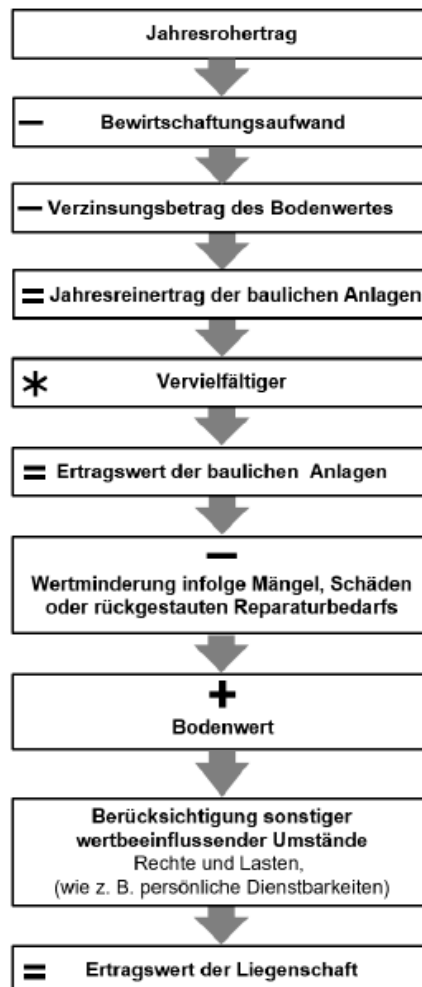 Jahresrohertrag
− Bewirtschaftungsaufwand
− Verzinsungsbetrag des Bodenwertes
= Jahresreinertrag der baulichen Anlagen
* Vervielfältiger
= Ertragswert der baulichen Anlagen
−
Wertminderung infolge Mängel, Schäden
oder rückgestauten Reparaturbedarfs
+
Bodenwert
Berücksichtigung sonstiger
wertbeeinflussender Umstände
Rechte und Lasten,
(wie z. B. persönliche Dienstbarkeiten)
= Ertragswert der Liegenschaft